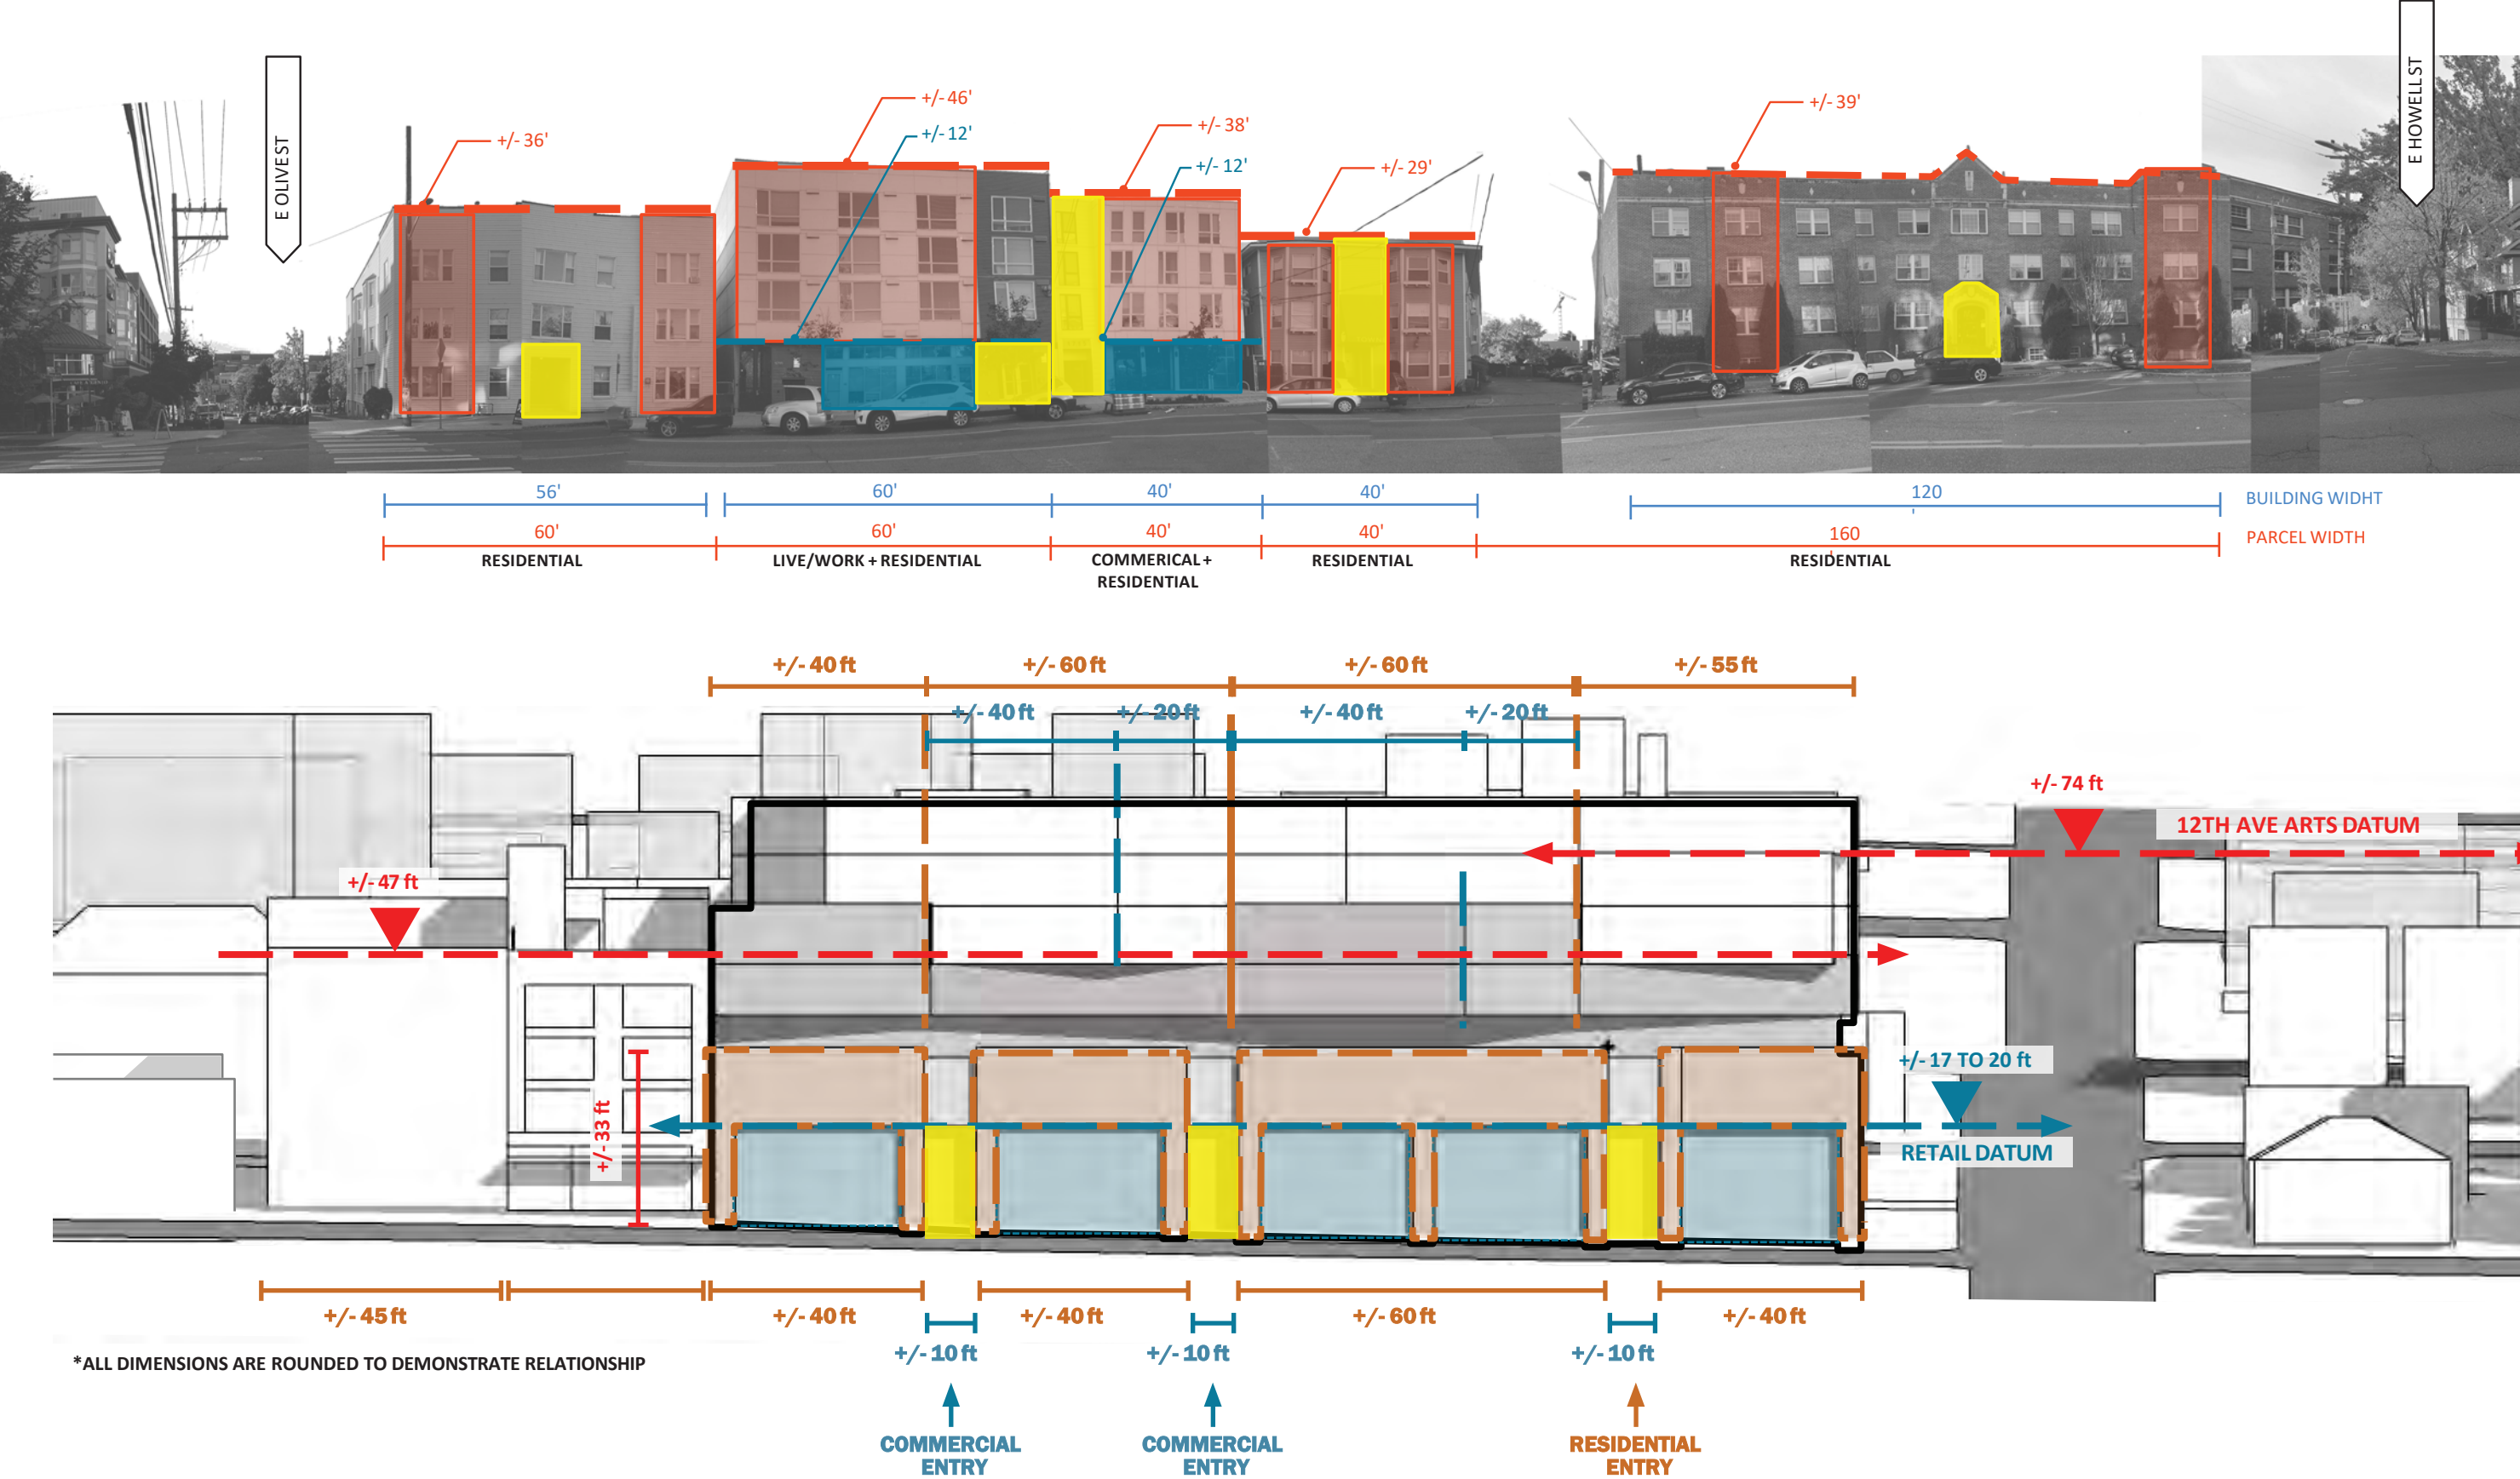 E OLIVE ST
E HOWELL ST
+/- 36'
+/- 46'
+/- 12'
+/- 38'
+/- 12'
+/- 29'
+/- 39'
56'
60'
40'
40'
120
'
BUILDING WIDHT
60'
60'
40'
40'
160
'
PARCEL WIDTH
RESIDENTIAL
LIVE/WORK + RESIDENTIAL
COMMERICAL +
RESIDENTIAL
RESIDENTIAL
RESIDENTIAL
+/- 40 ft
+/- 60 ft
+/- 60 ft
+/- 55 ft
+/- 40 ft
+/- 20 ft
+/- 40 ft
+/- 20 ft
+/- 74 ft
12TH AVE ARTS DATUM
+/- 47 ft
+/- 33 ft
+/- 17 TO 20 ft
RETAIL DATUM
+/- 45 ft
+/- 40 ft
+/- 40 ft
+/- 60 ft
+/- 40 ft
+/- 10 ft
+/- 10 ft
+/- 10 ft
*ALL DIMENSIONS ARE ROUNDED TO DEMONSTRATE RELATIONSHIP
COMMERCIAL
ENTRY
COMMERCIAL
ENTRY
RESIDENTIAL
ENTRY